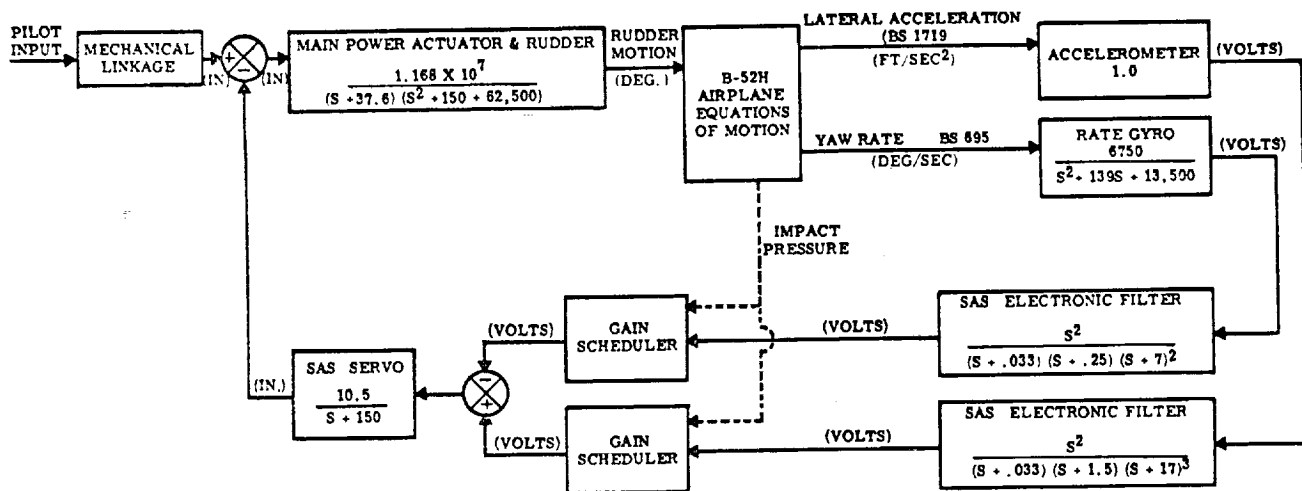 PILOT
INPUT
MECHANICAL
LINKAGE
(IN)
+
-
(IN)
MAIN POWER ACTUATOR & RUDDER
1.168 X 10^7
(S +37.6) (S^2 + 150 + 62,500)
RUDDER
MOTION
(DEG.)
B-52H
AIRPLANE
EQUATIONS
OF MOTION
LATERAL ACCELERATION
(BS 1719
(FT/SEC^2)
ACCELEROMETER
1.0
(VOLTS)
YAW RATE BS 695
(DEG/SEC)
RATE GYRO
6750
S^2 + 139S + 13,500
(VOLTS)
IMPACT
PRESSURE
SAS ELECTRONIC FILTER
S^2
(S + .033) (S + .25) (S + 7)^2
(VOLTS)
GAIN
SCHEDULER
(VOLTS)
-
+
SAS SERVO
10.5
S + 150
(IN.)
SAS ELECTRONIC FILTER
S^2
(S + .033) (S + 1.5) (S + 17)^3
(VOLTS)
GAIN
SCHEDULER
(VOLTS)